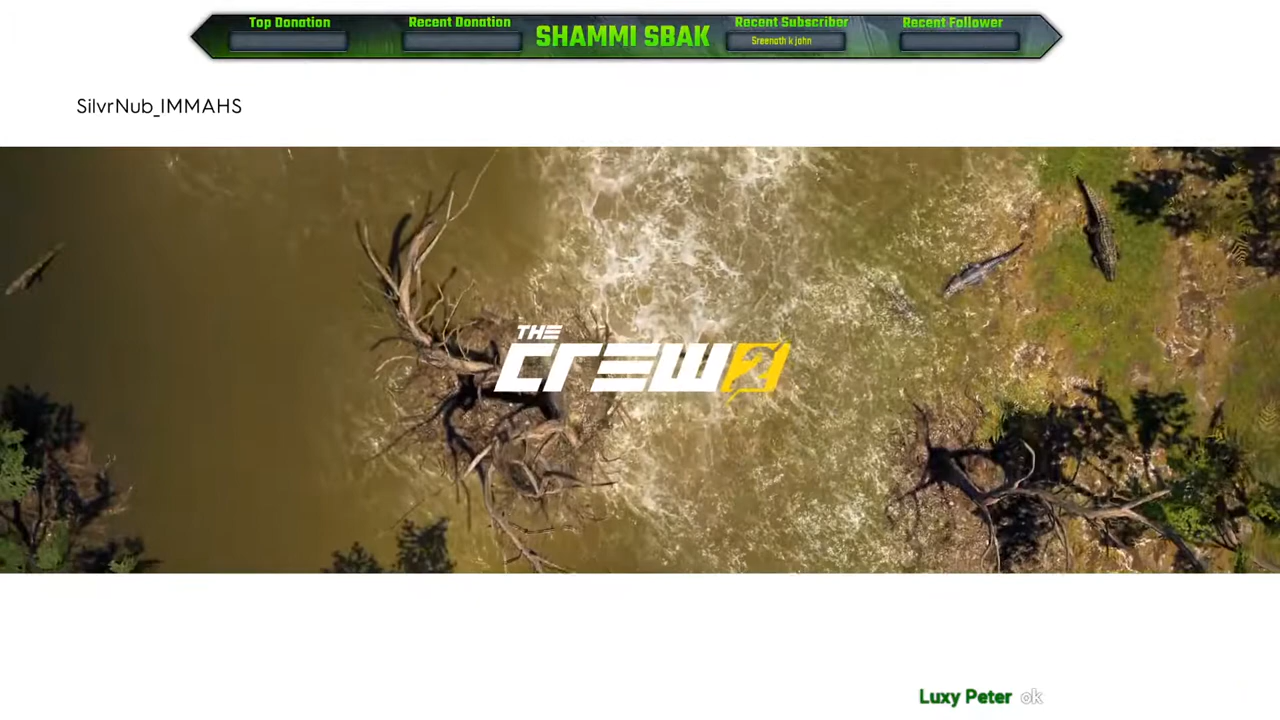 Top Donation
Recent Donation
SHAMMI SBAK
Recent Subscriber
Recent Follower
Sreenath k john
SilvrNub_IMMAHS
THE
CREW 2
Luxy Peter ok